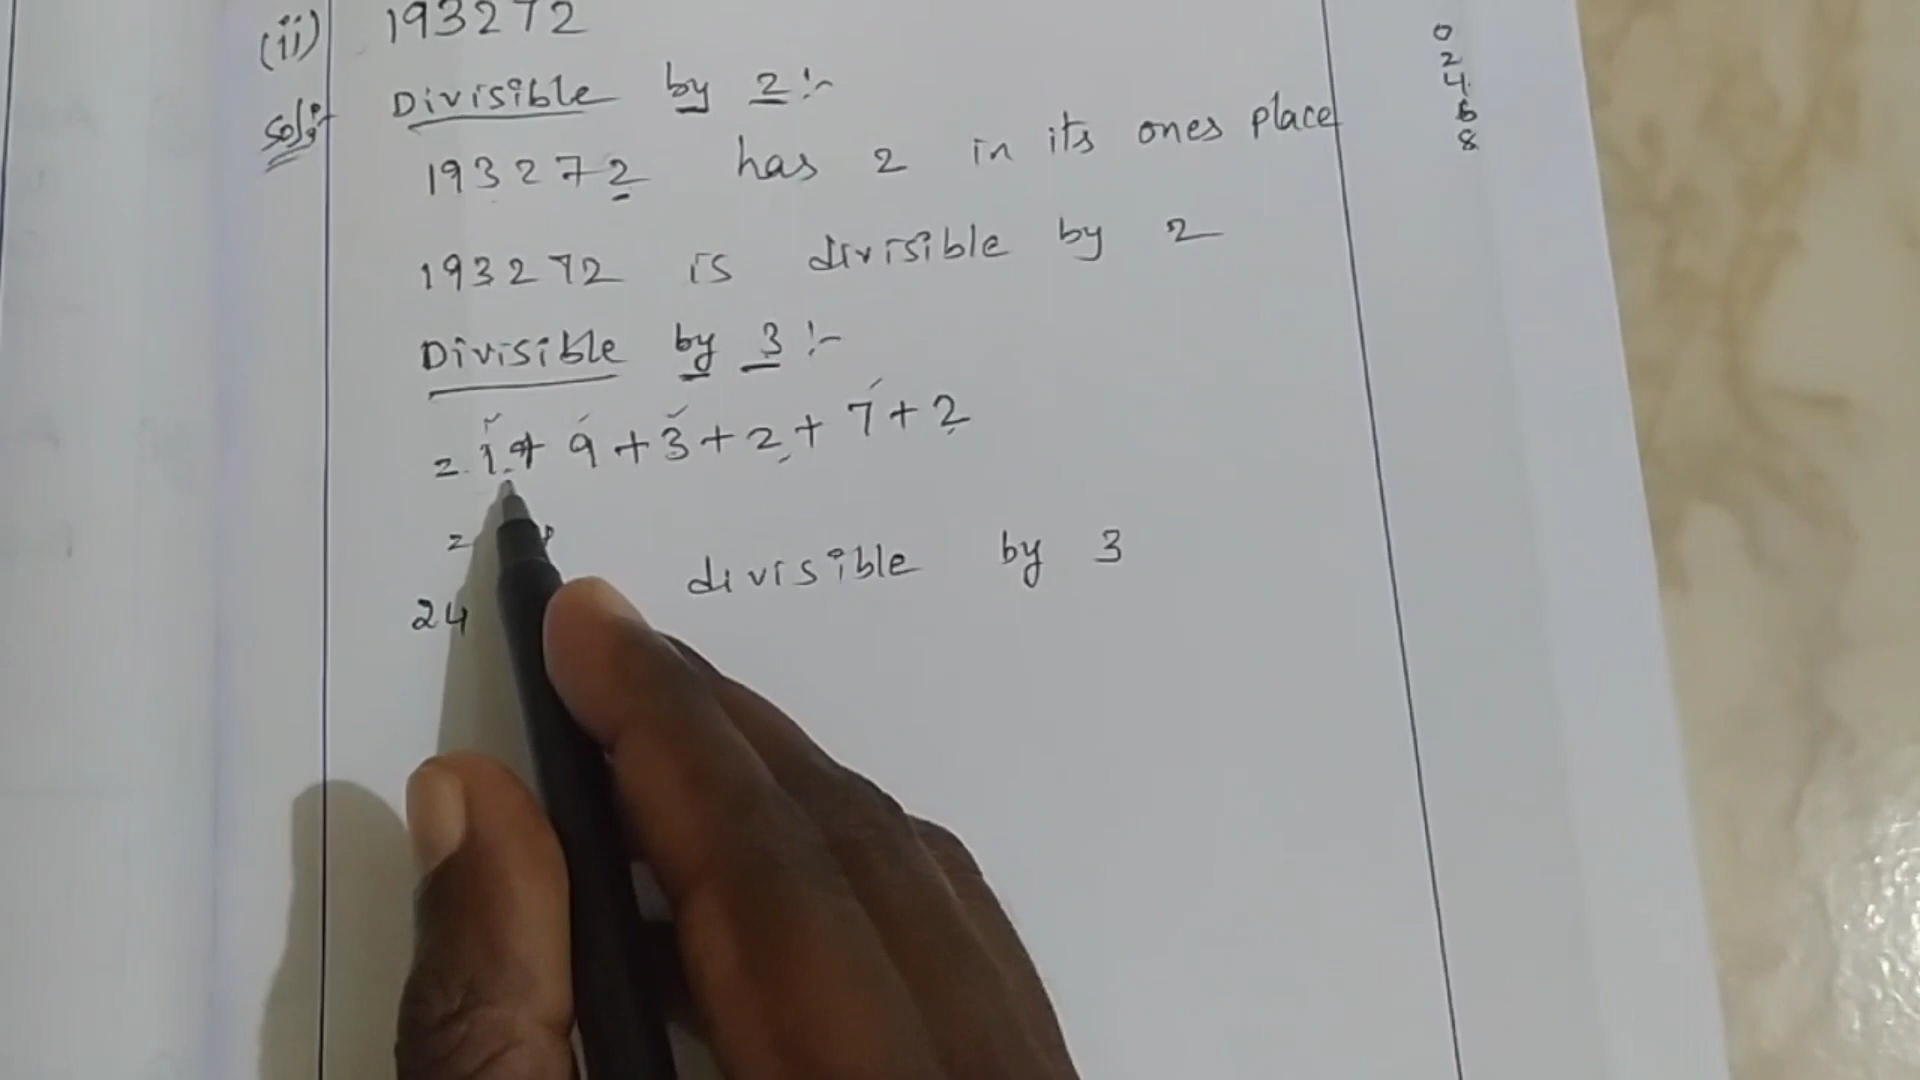 (ii) 193272
Sol:- Divisible by 2 :-
193272 has 2 in its ones place
193272 is divisible by 2
Divisible by 3 :-
= 1 + 9 + 3 + 2 + 7 + 2
=
24 divisible by 3
0
2
4
6
8